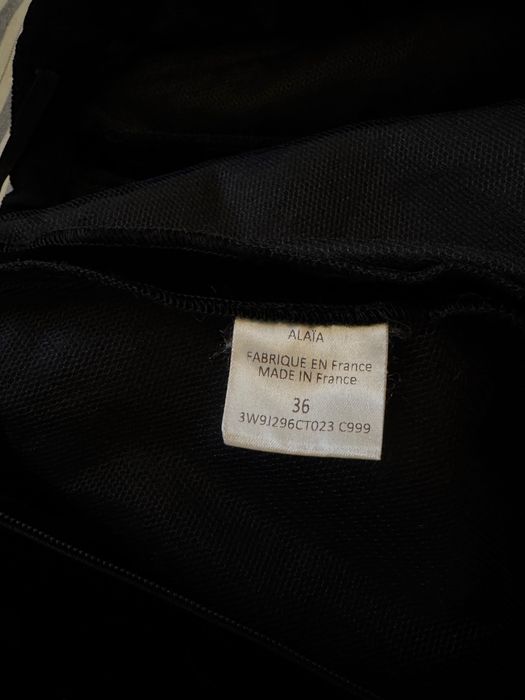 ALAÏA
FABRIQUE EN France
MADE IN France
36
3W9J296CT023 C999